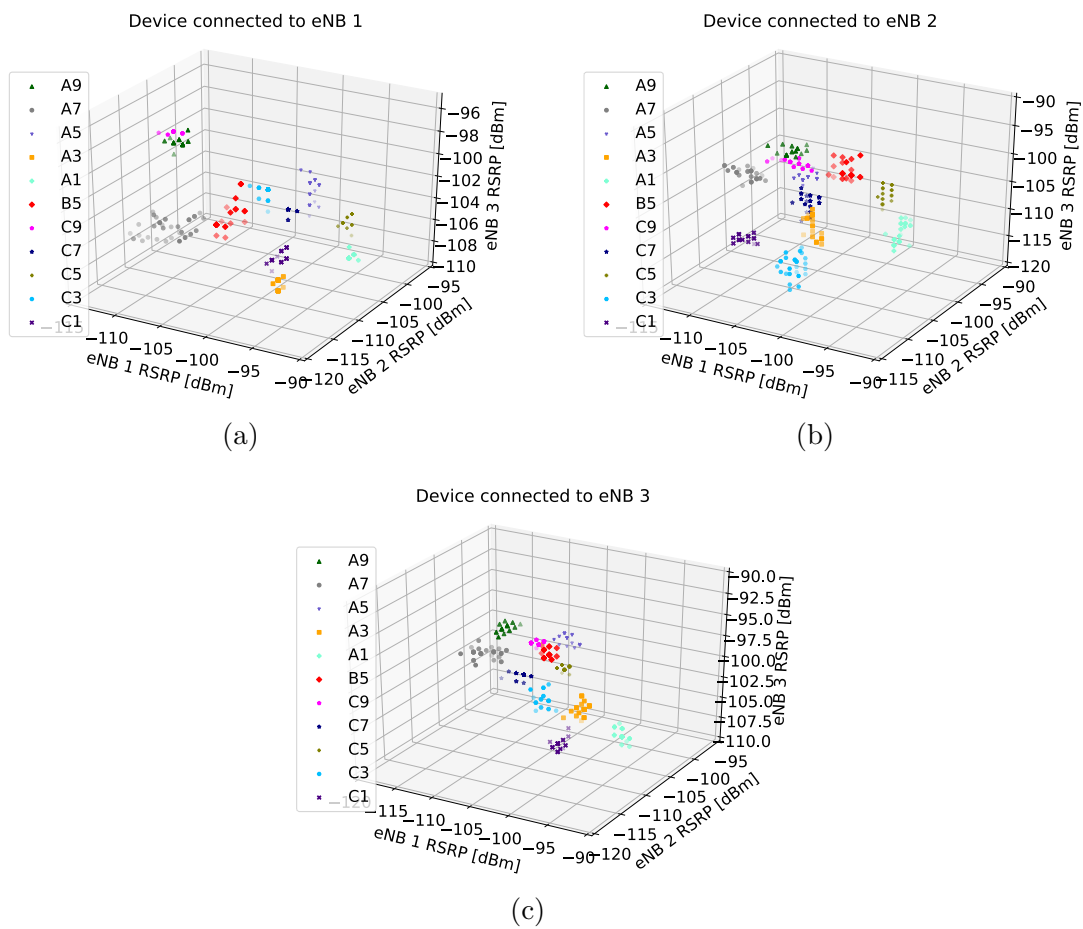 Device connected to eNB 1
A9
A7
A5
A3
A1
B5
C9
C7
C5
C3
C1
−96
−98
−100
−102
−104
−106
−108
−110
eNB 3 RSRP [dBm]
−115
−110
−105
−100
−95
−90
eNB 1 RSRP [dBm]
−120
−115
−110
−105
−100
−95
eNB 2 RSRP [dBm]
(a)
Device connected to eNB 2
A9
A7
A5
A3
A1
B5
C9
C7
C5
C3
C1
−90
−95
−100
−105
−110
−115
−120
eNB 3 RSRP [dBm]
−115
−110
−105
−100
−95
−90
eNB 1 RSRP [dBm]
−115
−110
−105
−100
−95
−90
eNB 2 RSRP [dBm]
(b)
Device connected to eNB 3
A9
A7
A5
A3
A1
B5
C9
C7
C5
C3
C1
−90.0
−92.5
−95.0
−97.5
−100.0
−102.5
−105.0
−107.5
−110.0
eNB 3 RSRP [dBm]
−120
−115
−110
−105
−100
−95
−90
eNB 1 RSRP [dBm]
−120
−115
−110
−105
−100
−95
eNB 2 RSRP [dBm]
(c)